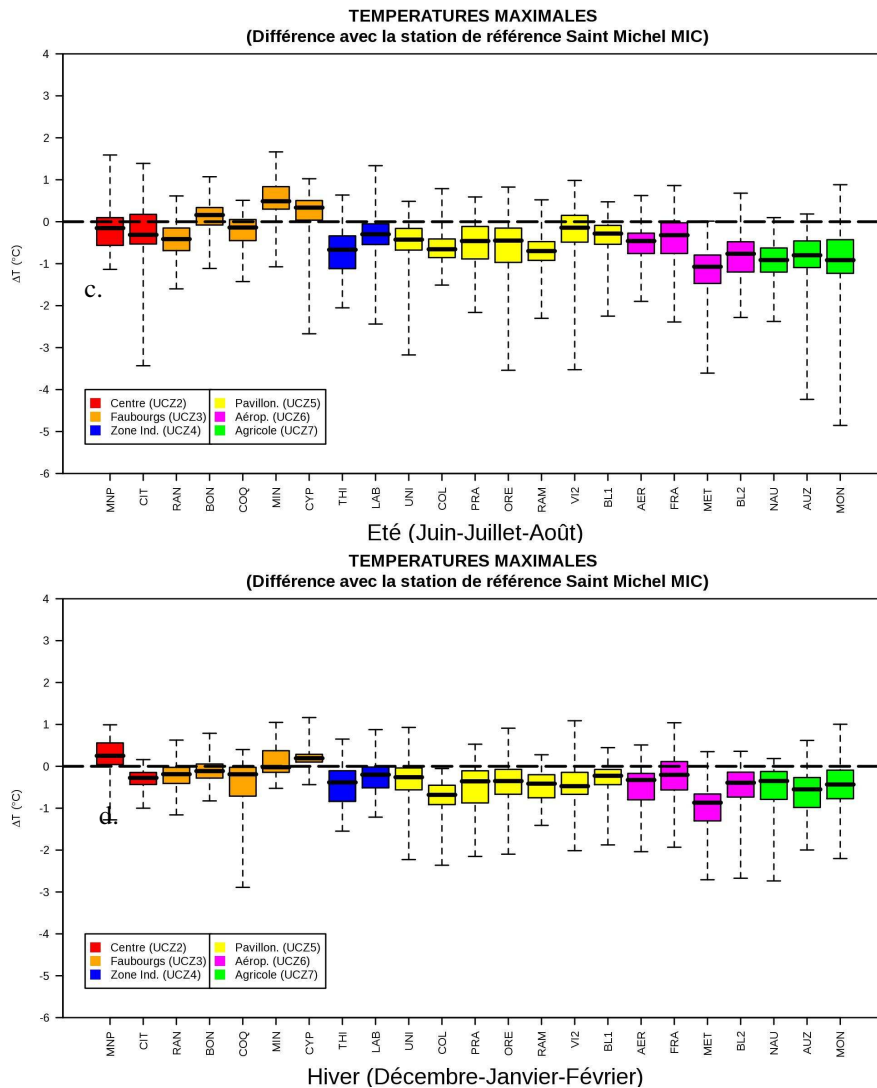 TEMPERATURES MAXIMALES
(Différence avec la station de référence Saint Michel MIC)
4
3
2
1
0
-1
-2
-3
-4
-5
-6
ΔT (°C)
c.
Centre (UCZ2) Pavillon. (UCZ5)
Faubourgs (UCZ3) Aérop. (UCZ6)
Zone Ind. (UCZ4) Agricole (UCZ7)
MNP CIT RAN BON COQ MIN CYP THI LAB UNI COL PRA ORE RAM VI2 BL1 AER FRA MET BL2 NAU AUZ MON
Eté (Juin-Juillet-Août)
TEMPERATURES MAXIMALES
(Différence avec la station de référence Saint Michel MIC)
4
3
2
1
0
-1
-2
-3
-4
-5
-6
ΔT (°C)
d.
Centre (UCZ2) Pavillon. (UCZ5)
Faubourgs (UCZ3) Aérop. (UCZ6)
Zone Ind. (UCZ4) Agricole (UCZ7)
MNP CIT RAN BON COQ MIN CYP THI LAB UNI COL PRA ORE RAM VI2 BL1 AER FRA MET BL2 NAU AUZ MON
Hiver (Décembre-Janvier-Février)